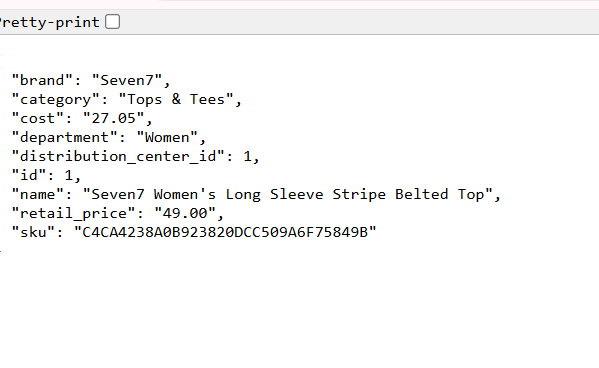 Pretty-print
"brand": "Seven7",
"category": "Tops & Tees",
"cost": "27.05",
"department": "Women",
"distribution_center_id": 1,
"id": 1,
"name": "Seven7 Women's Long Sleeve Stripe Belted Top",
"retail_price": "49.00",
"sku": "C4CA4238A0B923820DCC509A6F75849B"